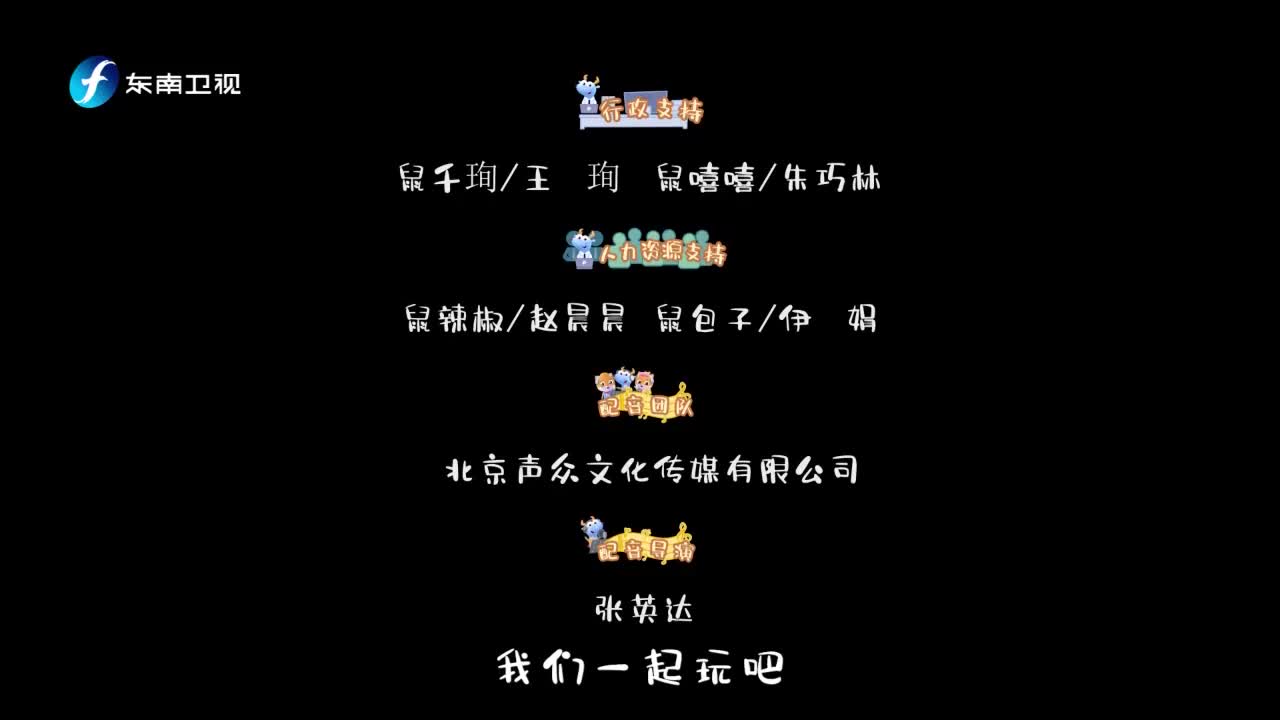 东南卫视
行政支持
鼠千珣/王 珣 鼠嘻嘻/朱巧林
人力资源支持
鼠辣椒/赵晨晨 鼠包子/伊 娟
配音团队
北京声众文化传媒有限公司
配音导演
张英达
我们一起玩吧